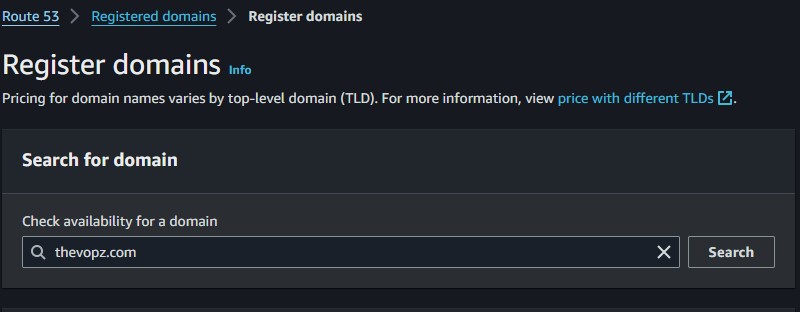 Route 53 > Registered domains > Register domains
Register domains Info
Pricing for domain names varies by top-level domain (TLD). For more information, view price with different TLDs.
Search for domain
Check availability for a domain
thevopz.com Search